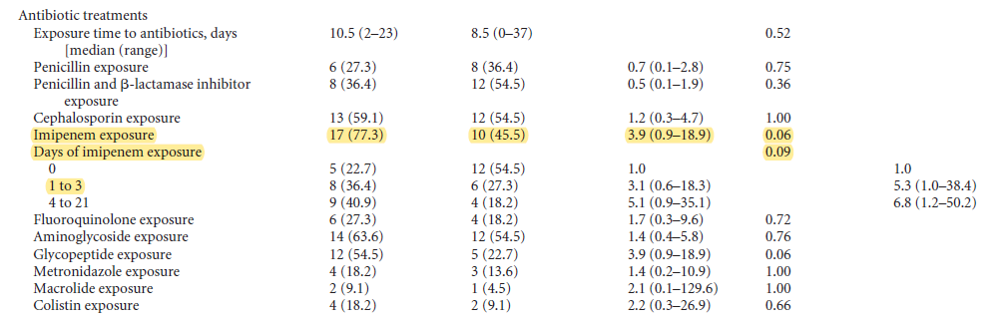 Antibiotic treatments
Exposure time to antibiotics, days 10.5 (2–23) 8.5 (0–37) 0.52
[median (range)]
Penicillin exposure 6 (27.3) 8 (36.4) 0.7 (0.1–2.8) 0.75
Penicillin and β-lactamase inhibitor 8 (36.4) 12 (54.5) 0.5 (0.1–1.9) 0.36
exposure
Cephalosporin exposure 13 (59.1) 12 (54.5) 1.2 (0.3–4.7) 1.00
Imipenem exposure 17 (77.3) 10 (45.5) 3.9 (0.9–18.9) 0.06
Days of imipenem exposure 0.09
0 5 (22.7) 12 (54.5) 1.0 1.0
1 to 3 8 (36.4) 6 (27.3) 3.1 (0.6–18.3) 5.3 (1.0–38.4)
4 to 21 9 (40.9) 4 (18.2) 5.1 (0.9–35.1) 6.8 (1.2–50.2)
Fluoroquinolone exposure 6 (27.3) 4 (18.2) 1.7 (0.3–9.6) 0.72
Aminoglycoside exposure 14 (63.6) 12 (54.5) 1.4 (0.4–5.8) 0.76
Glycopeptide exposure 12 (54.5) 5 (22.7) 3.9 (0.9–18.9) 0.06
Metronidazole exposure 4 (18.2) 3 (13.6) 1.4 (0.2–10.9) 1.00
Macrolide exposure 2 (9.1) 1 (4.5) 2.1 (0.1–129.6) 1.00
Colistin exposure 4 (18.2) 2 (9.1) 2.2 (0.3–26.9) 0.66